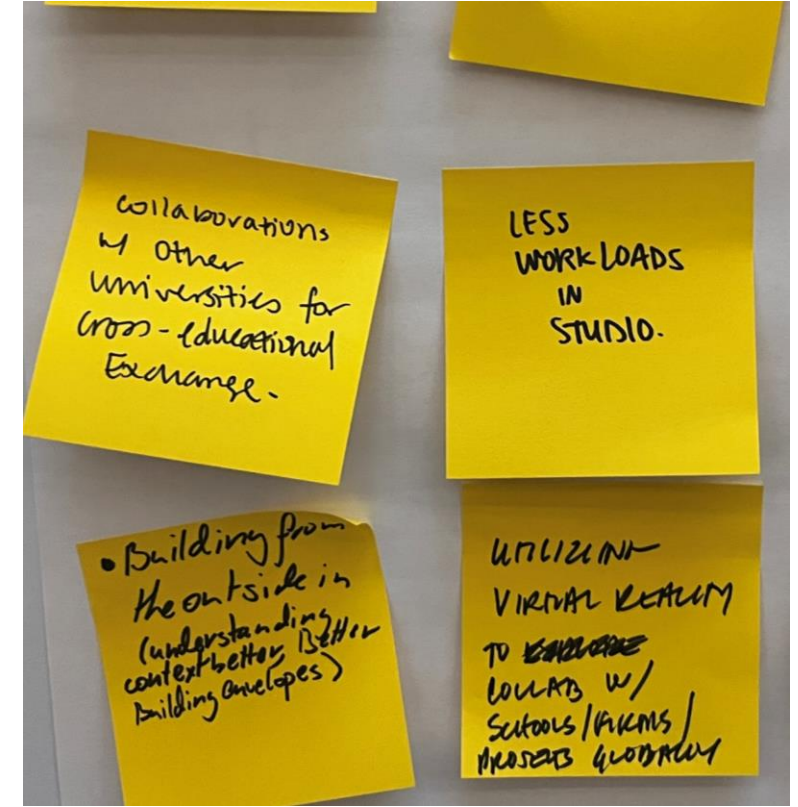 collaborations
w/ other
universities for
cross-educational
Exchange.
LESS
WORKLOADS
IN
STUDIO.
• Building from
the outside in
(understanding
context better, Better
Building envelopes)
UTILIZING
VIRTUAL REALITY
TO
COLLAB W/
SCHOOLS/FIRMS/
PROJECTS GLOBALLY